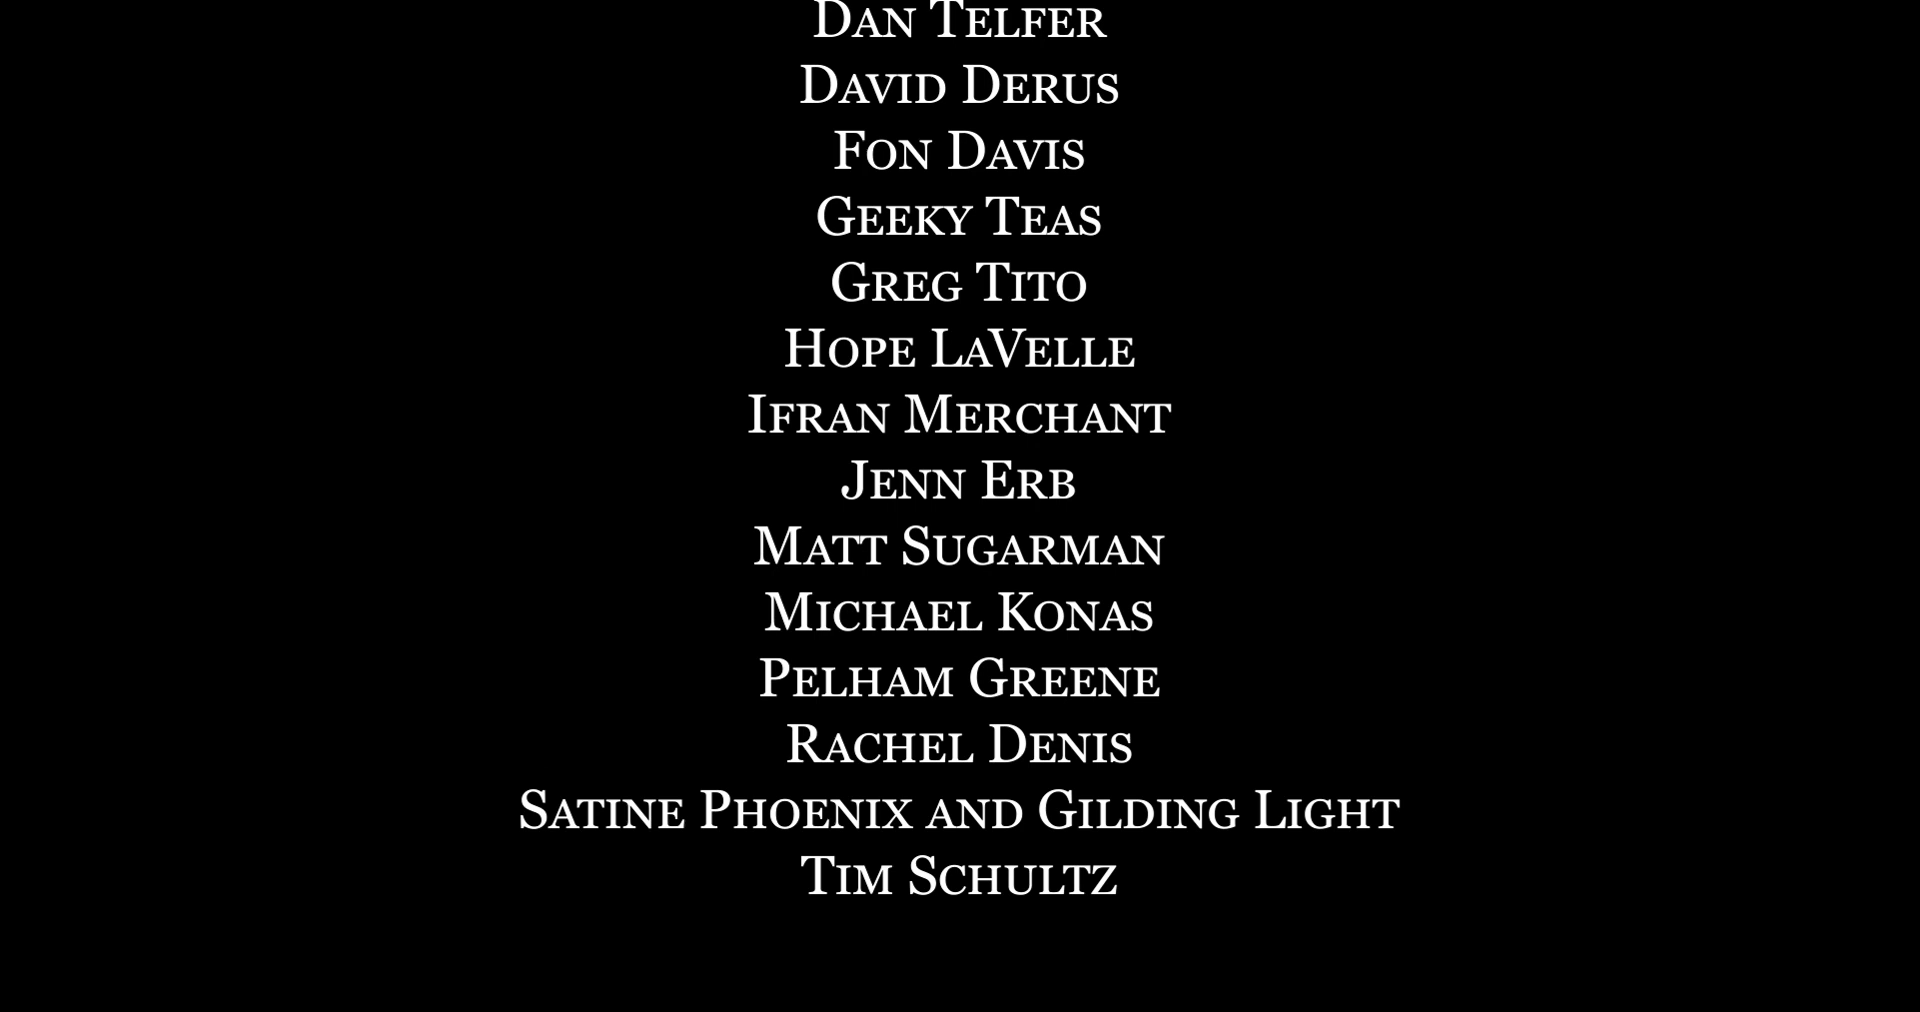 Dan Telfer
David Derus
Fon Davis
Geeky Teas
Greg Tito
Hope LaVelle
Ifran Merchant
Jenn Erb
Matt Sugarman
Michael Konas
Pelham Greene
Rachel Denis
Satine Phoenix and Gilding Light
Tim Schultz